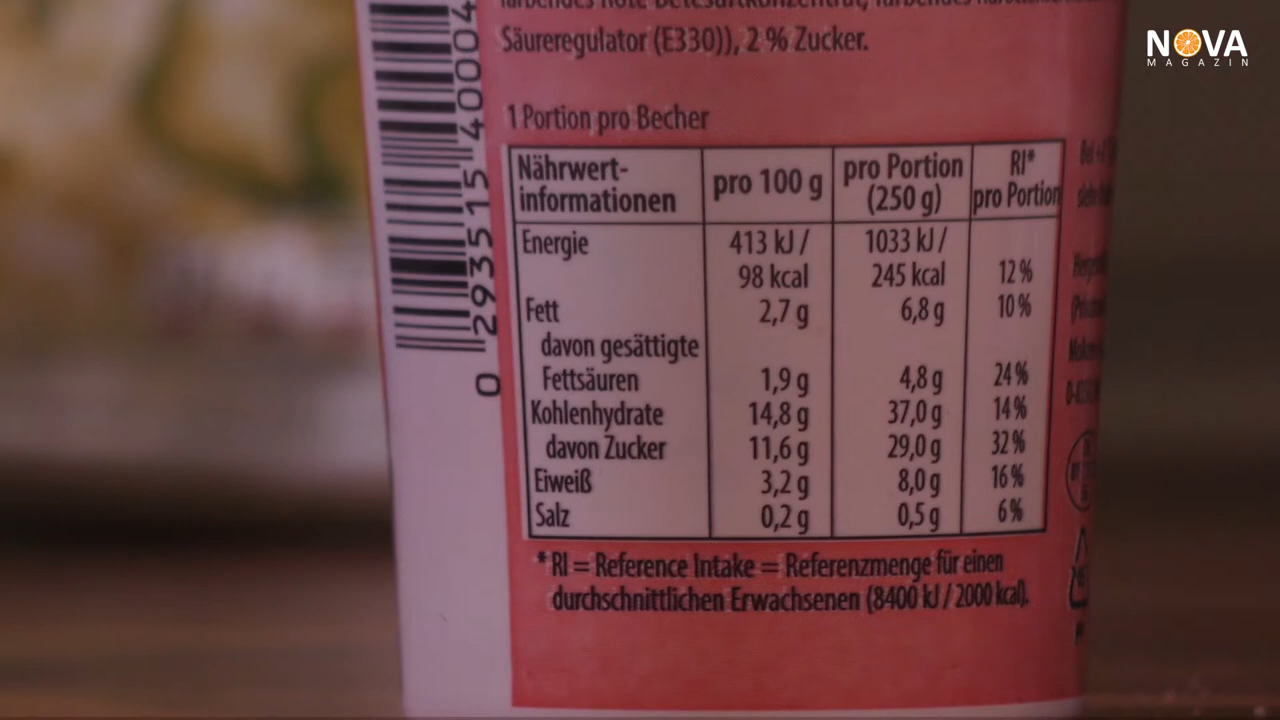 NOVA
MAGAZIN
Säureregulator (E330)), 2 % Zucker.
1 Portion pro Becher
Nährwert-informationen pro 100 g pro Portion (250 g) RI* pro Portion
Energie 413 kJ / 1033 kJ /
98 kcal 245 kcal 12 %
Fett 2,7 g 6,8 g 10 %
davon gesättigte
Fettsäuren 1,9 g 4,8 g 24 %
Kohlenhydrate 14,8 g 37,0 g 14 %
davon Zucker 11,6 g 29,0 g 32 %
Eiweiß 3,2 g 8,0 g 16 %
Salz 0,2 g 0,5 g 6 %
* RI = Reference Intake = Referenzmenge für einen
durchschnittlichen Erwachsenen (8400 kJ / 2000 kcal).
0 293515 40004